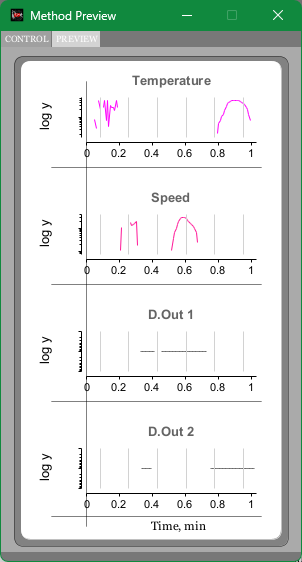 Method Preview
CONTROL PREVIEW
Temperature
log y
0 0.2 0.4 0.6 0.8 1
Speed
log y
0 0.2 0.4 0.6 0.8 1
D.Out 1
log y
0 0.2 0.4 0.6 0.8 1
D.Out 2
log y
0 0.2 0.4 0.6 0.8 1
Time, min